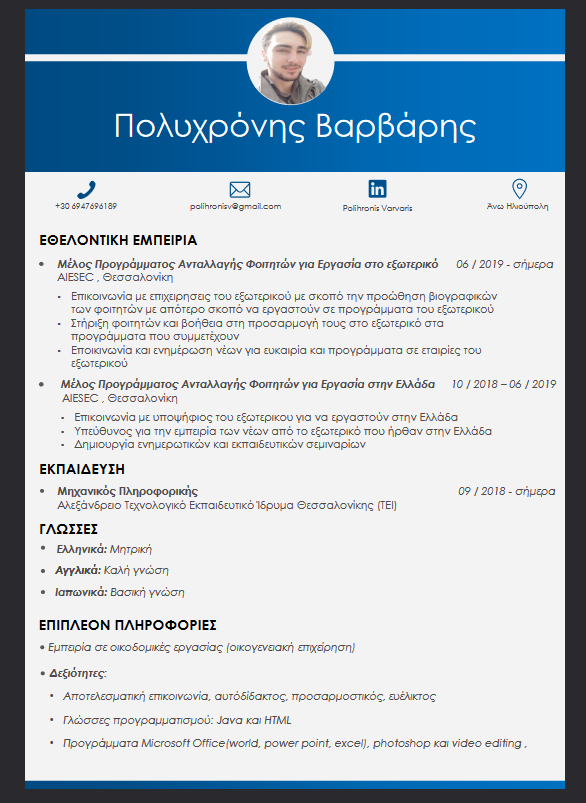 Πολυχρόνης Βαρβάρης
+30 6947696189
polihronisv@gmail.com
Polihronis Varvaris
Άνω Ηλιούπολη
ΕΘΕΛΟΝΤΙΚΗ ΕΜΠΕΙΡΙΑ
• Μέλος Προγράμματος Ανταλλαγής Φοιτητών για Εργασία στο εξωτερικό 06 / 2019 - σήμερα
AIESEC , Θεσσαλονίκη
• Επικοινωνία με επιχειρησεις του εξωτερικού με σκοπό την προώθηση βιογραφικών
των φοιτητών με απότερο σκοπό να εργαστούν σε προγράμματα του εξωτερικού
• Στήριξη φοιτητών και βοήθεια στη προσαρμογή τους στο εξωτερικό στα
προγράμματα που συμμετέχουν
• Εποικινωνία και ενημέρωση νέων για ευκαιρία και προγράμματα σε εταιρίες του
εξωτερικού
• Μέλος Προγράμματος Ανταλλαγής Φοιτητών για Εργασία στην Ελλάδα 10 / 2018 – 06 / 2019
AIESEC , Θεσσαλονίκη
• Επικοινωνία με υποψήφιος του εξωτερικου για να εργαστούν στην Ελλάδα
• Υπεύθυνος για την εμπειρία των νέων από το εξωτερικό που ήρθαν στην Ελλάδα
• Δημιουργία ενημερωτικών και εκπαιδευτικών σεμιναρίων
ΕΚΠΑΙΔΕΥΣΗ
• Μηχανικός Πληροφορικής 09 / 2018 - σήμερα
Αλεξάνδρειο Τεχνολογικό Εκπαιδευτικό Ίδρυμα Θεσσαλονίκης (ΤΕΙ)
ΓΛΩΣΣΕΣ
• Ελληνικά: Μητρική
• Αγγλικά: Καλή γνώση
• Ιαπωνικά: Βασική γνώση
ΕΠΙΠΛΕΟΝ ΠΛΗΡΟΦΟΡΙΕΣ
• Εμπειρία σε οικοδομικές εργασίας (οικογενειακή επιχείρηση)
• Δεξιότητες:
• Αποτελεσματική επικοινωνία, αυτόδίδακτος, προσαρμοστικός, ευέλικτος
• Γλώσσες προγραμματισμού: Java και HTML
• Προγράμματα Microsoft Office(world, power point, excel), photoshop και video editing ,